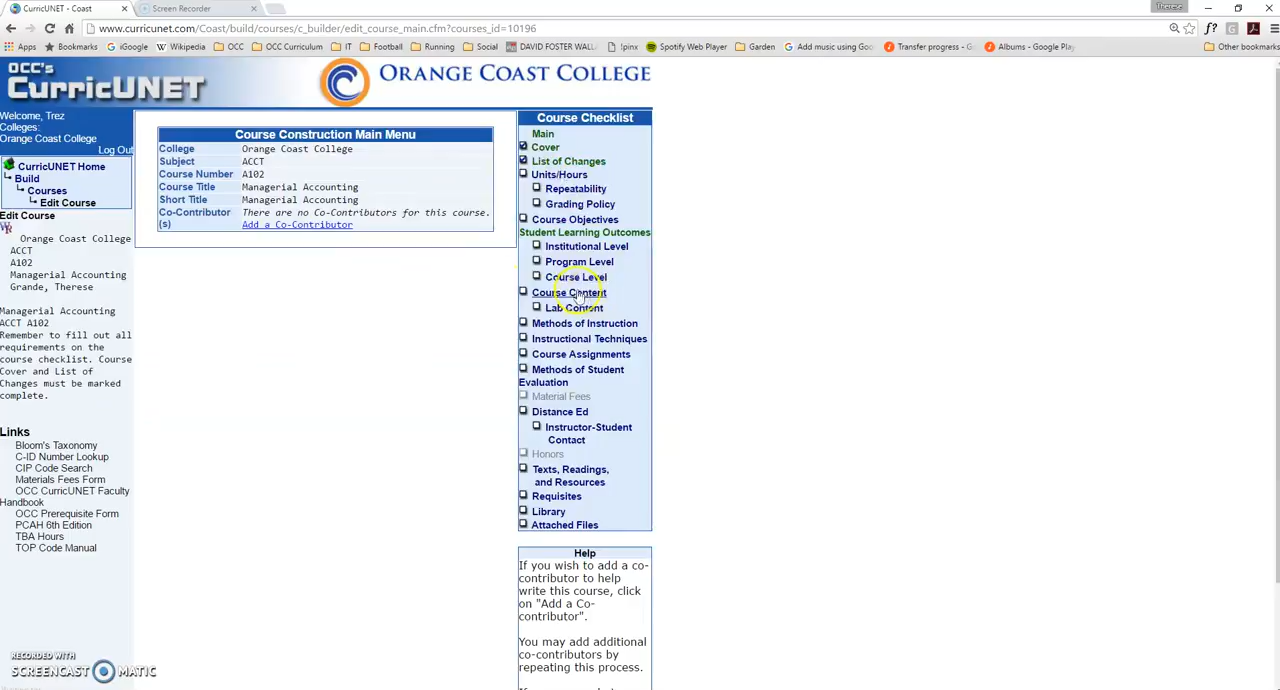 CurricUNET - Coast
Screen Recorder
Therese
www.curricunet.com/Coast/build/courses/c_builder/edit_course_main.cfm?courses_id=10196
Apps
Bookmarks
iGoogle
Wikipedia
OCC
OCC Curriculum
IT
Football
Running
Social
DAVID FOSTER WALL
!pinx
Spotify Web Player
Garden
Add music using Goo
Transfer progress - G
Albums - Google Play
Other bookmarks
OCC's
CurricUNET
ORANGE COAST COLLEGE
Welcome, Trez
Colleges:
Orange Coast College
Log Out
CurricUNET Home
Build
Courses
Edit Course
Edit Course
Orange Coast College
ACCT
A102
Managerial Accounting
Grande, Therese
Managerial Accounting
ACCT A102
Remember to fill out all
requirements on the
course checklist. Course
Cover and List of
Changes must be marked
complete.
Links
Bloom's Taxonomy
C-ID Number Lookup
CIP Code Search
Materials Fees Form
OCC CurricUNET Faculty
Handbook
OCC Prerequisite Form
PCAH 6th Edition
TBA Hours
TOP Code Manual
RECORDED WITH
SCREENCAST MATIC
Course Construction Main Menu
College Orange Coast College
Subject ACCT
Course Number A102
Course Title Managerial Accounting
Short Title Managerial Accounting
Co-Contributor There are no Co-Contributors for this course.
(s) Add a Co-Contributor
Course Checklist
Main
Cover
List of Changes
Units/Hours
Repeatability
Grading Policy
Course Objectives
Student Learning Outcomes
Institutional Level
Program Level
Course Level
Course Content
Lab Content
Methods of Instruction
Instructional Techniques
Course Assignments
Methods of Student
Evaluation
Material Fees
Distance Ed
Instructor-Student
Contact
Honors
Texts, Readings,
and Resources
Requisites
Library
Attached Files
Help
If you wish to add a co-
contributor to help
write this course, click
on "Add a Co-
contributor".
You may add additional
co-contributors by
repeating this process.